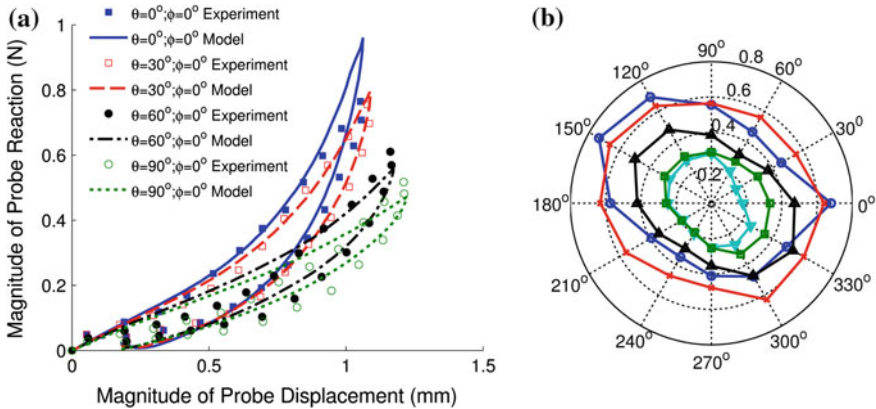 (a)
θ=0°;ϕ=0° Experiment
θ=0°;ϕ=0° Model
θ=30°;ϕ=0° Experiment
θ=30°;ϕ=0° Model
θ=60°;ϕ=0° Experiment
θ=60°;ϕ=0° Model
θ=90°;ϕ=0° Experiment
θ=90°;ϕ=0° Model
Magnitude of Probe Reaction (N)
1
0.8
0.6
0.4
0.2
0
0
0.5
1
1.5
Magnitude of Probe Displacement (mm)
(b)
90°
0.8
120°
60°
0.6
150°
0.4
30°
0.2
180°
0°
210°
330°
240°
300°
270°